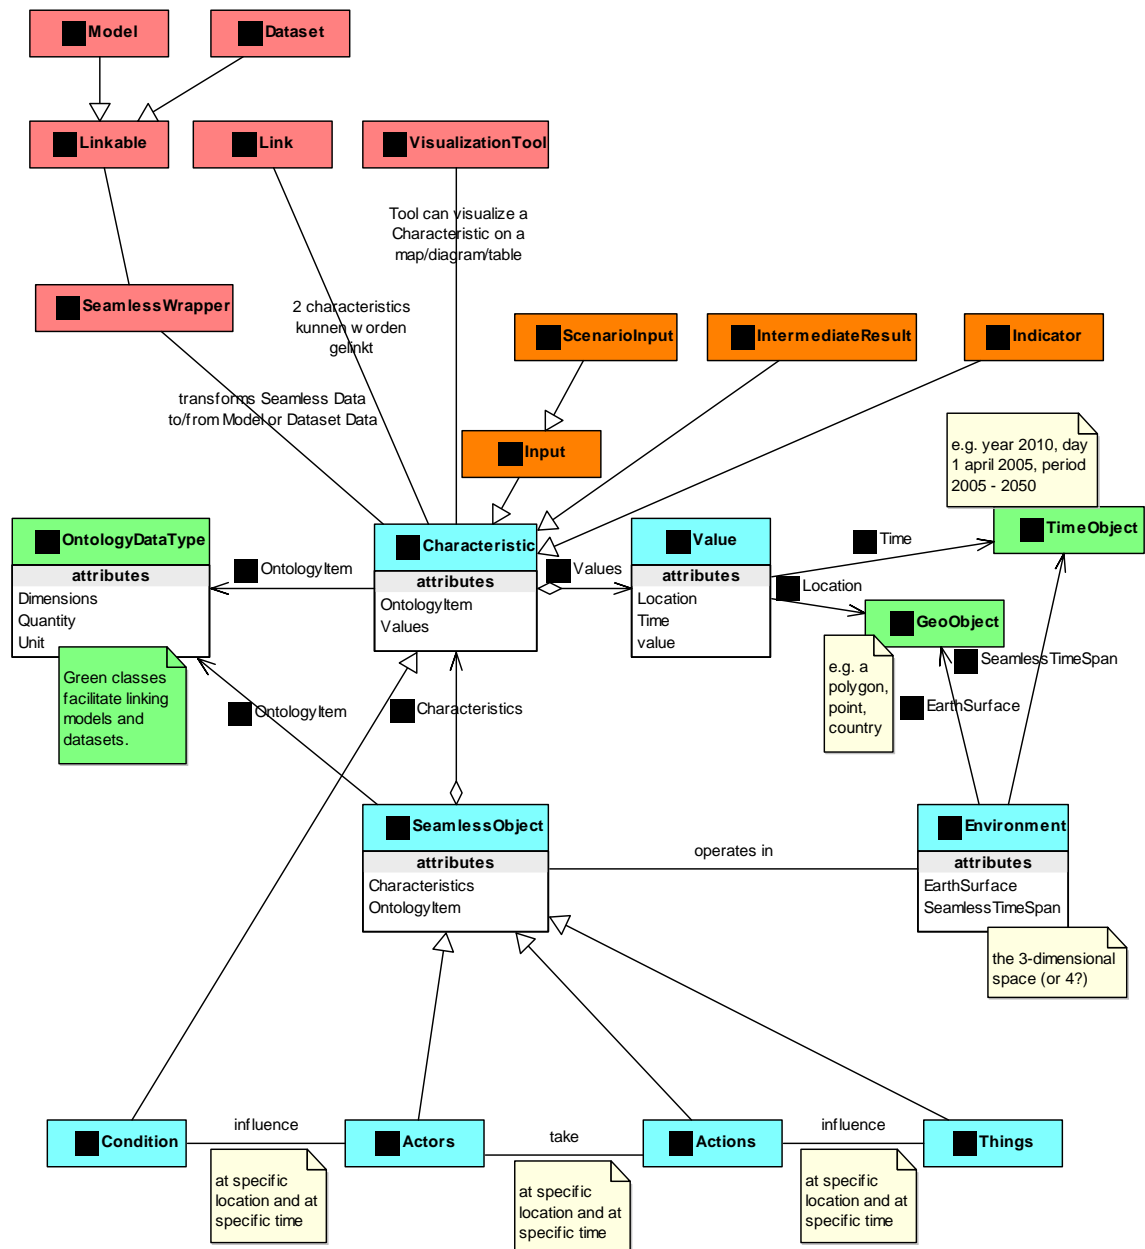 Model
Dataset
Linkable
Link
VisualizationTool
Tool can visualize a
Characteristic on a
map/diagram/table
SeamlessWrapper
2 characteristics
kunnen worden
gelinkt
ScenarioInput
IntermediateResult
Indicator
transforms Seamless Data
to/from Model or Dataset Data
Input
e.g. year 2010, day
1 april 2005, period
2005 - 2050
OntologyDataType
attributes
Dimensions
Quantity
Unit
OntologyItem
Characteristic
attributes
OntologyItem
Values
Values
Value
attributes
Location
Time
value
Time
Location
TimeObject
GeoObject
Green classes
facilitate linking
models and
datasets.
OntologyItem
Characteristics
e.g. a
polygon,
point,
country
SeamlessTimeSpan
EarthSurface
SeamlessObject
attributes
Characteristics
OntologyItem
operates in
Environment
attributes
EarthSurface
SeamlessTimeSpan
the 3-dimensional
space (or 4?)
Condition
influence
Actors
take
Actions
influence
Things
at specific
location and at
specific time
at specific
location and at
specific time
at specific
location and at
specific time